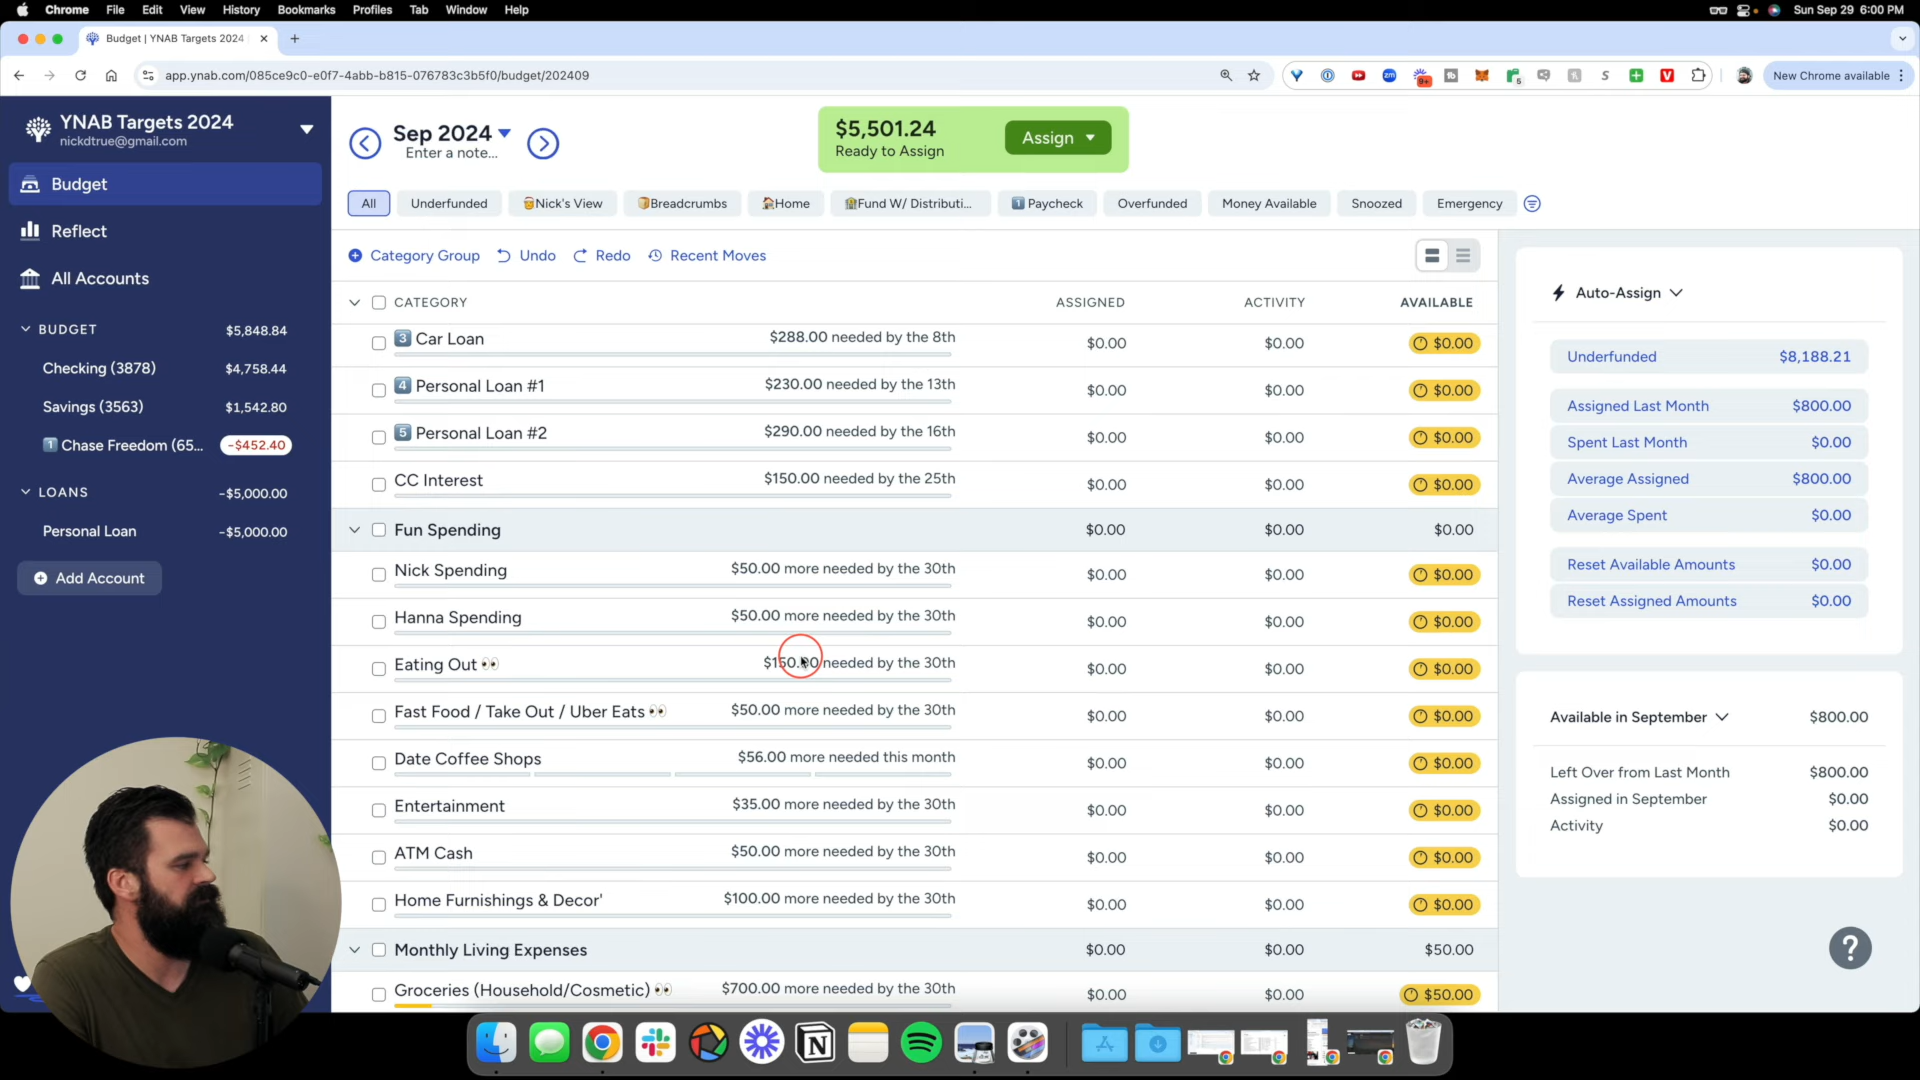 Chrome File Edit View History Bookmarks Profiles Tab Window Help
Sun Sep 29 6:00 PM
Budget | YNAB Targets 2024
app.ynab.com/085ce9c0-e0f7-4abb-b815-076783c3b5f0/budget/202409
9+
5
New Chrome available
YNAB Targets 2024
nickdtrue@gmail.com
Budget
Reflect
All Accounts
BUDGET $5,848.84
Checking (3878) $4,758.44
Savings (3563) $1,542.80
1 Chase Freedom (65... -$452.40
LOANS -$5,000.00
Personal Loan -$5,000.00
Add Account
Sep 2024
Enter a note...
$5,501.24
Ready to Assign
Assign
All Underfunded Nick's View Breadcrumbs Home Fund W/ Distributi... 1 Paycheck Overfunded Money Available Snoozed Emergency
Category Group Undo Redo Recent Moves
CATEGORY ASSIGNED ACTIVITY AVAILABLE
3 Car Loan $288.00 needed by the 8th $0.00 $0.00 $0.00
4 Personal Loan #1 $230.00 needed by the 13th $0.00 $0.00 $0.00
5 Personal Loan #2 $290.00 needed by the 16th $0.00 $0.00 $0.00
CC Interest $150.00 needed by the 25th $0.00 $0.00 $0.00
Fun Spending $0.00 $0.00 $0.00
Nick Spending $50.00 more needed by the 30th $0.00 $0.00 $0.00
Hanna Spending $50.00 more needed by the 30th $0.00 $0.00 $0.00
Eating Out 👀 $150.00 needed by the 30th $0.00 $0.00 $0.00
Fast Food / Take Out / Uber Eats 👀 $50.00 more needed by the 30th $0.00 $0.00 $0.00
Date Coffee Shops $56.00 more needed this month $0.00 $0.00 $0.00
Entertainment $35.00 more needed by the 30th $0.00 $0.00 $0.00
ATM Cash $50.00 more needed by the 30th $0.00 $0.00 $0.00
Home Furnishings & Decor' $100.00 more needed by the 30th $0.00 $0.00 $0.00
Monthly Living Expenses $0.00 $0.00 $50.00
Groceries (Household/Cosmetic) 👀 $700.00 more needed by the 30th $0.00 $0.00 $50.00
Auto-Assign
Underfunded $8,188.21
Assigned Last Month $800.00
Spent Last Month $0.00
Average Assigned $800.00
Average Spent $0.00
Reset Available Amounts $0.00
Reset Assigned Amounts $0.00
Available in September $800.00
Left Over from Last Month $800.00
Assigned in September $0.00
Activity $0.00
?